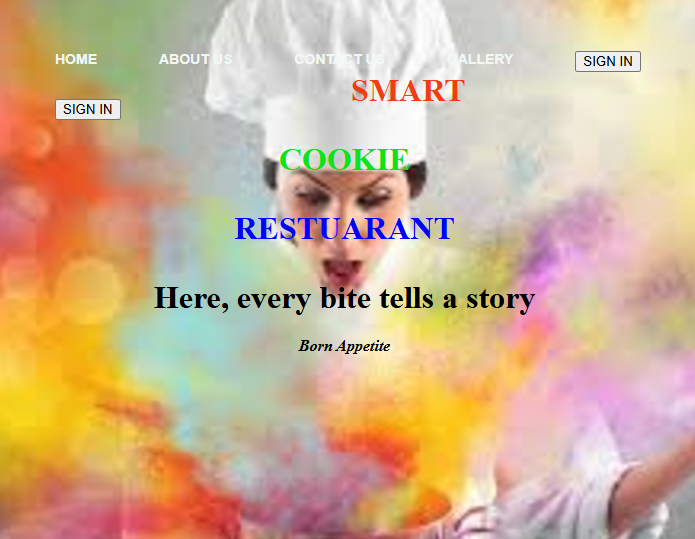 HOME ABOUT US CONTACT US GALLERY SIGN IN
SMART
SIGN IN
COOKIE
RESTUARANT
Here, every bite tells a story
Born Appetite